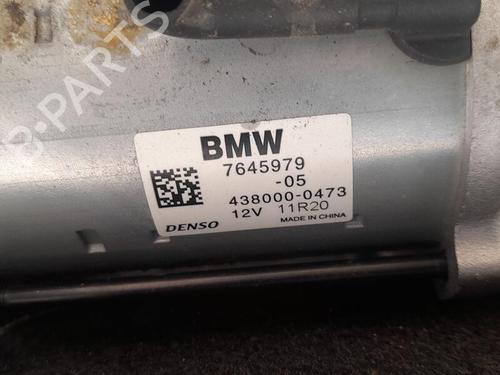 B-PARTS
BMW
7645979
-05
438000-0473
12V 11R20
DENSO MADE IN CHINA